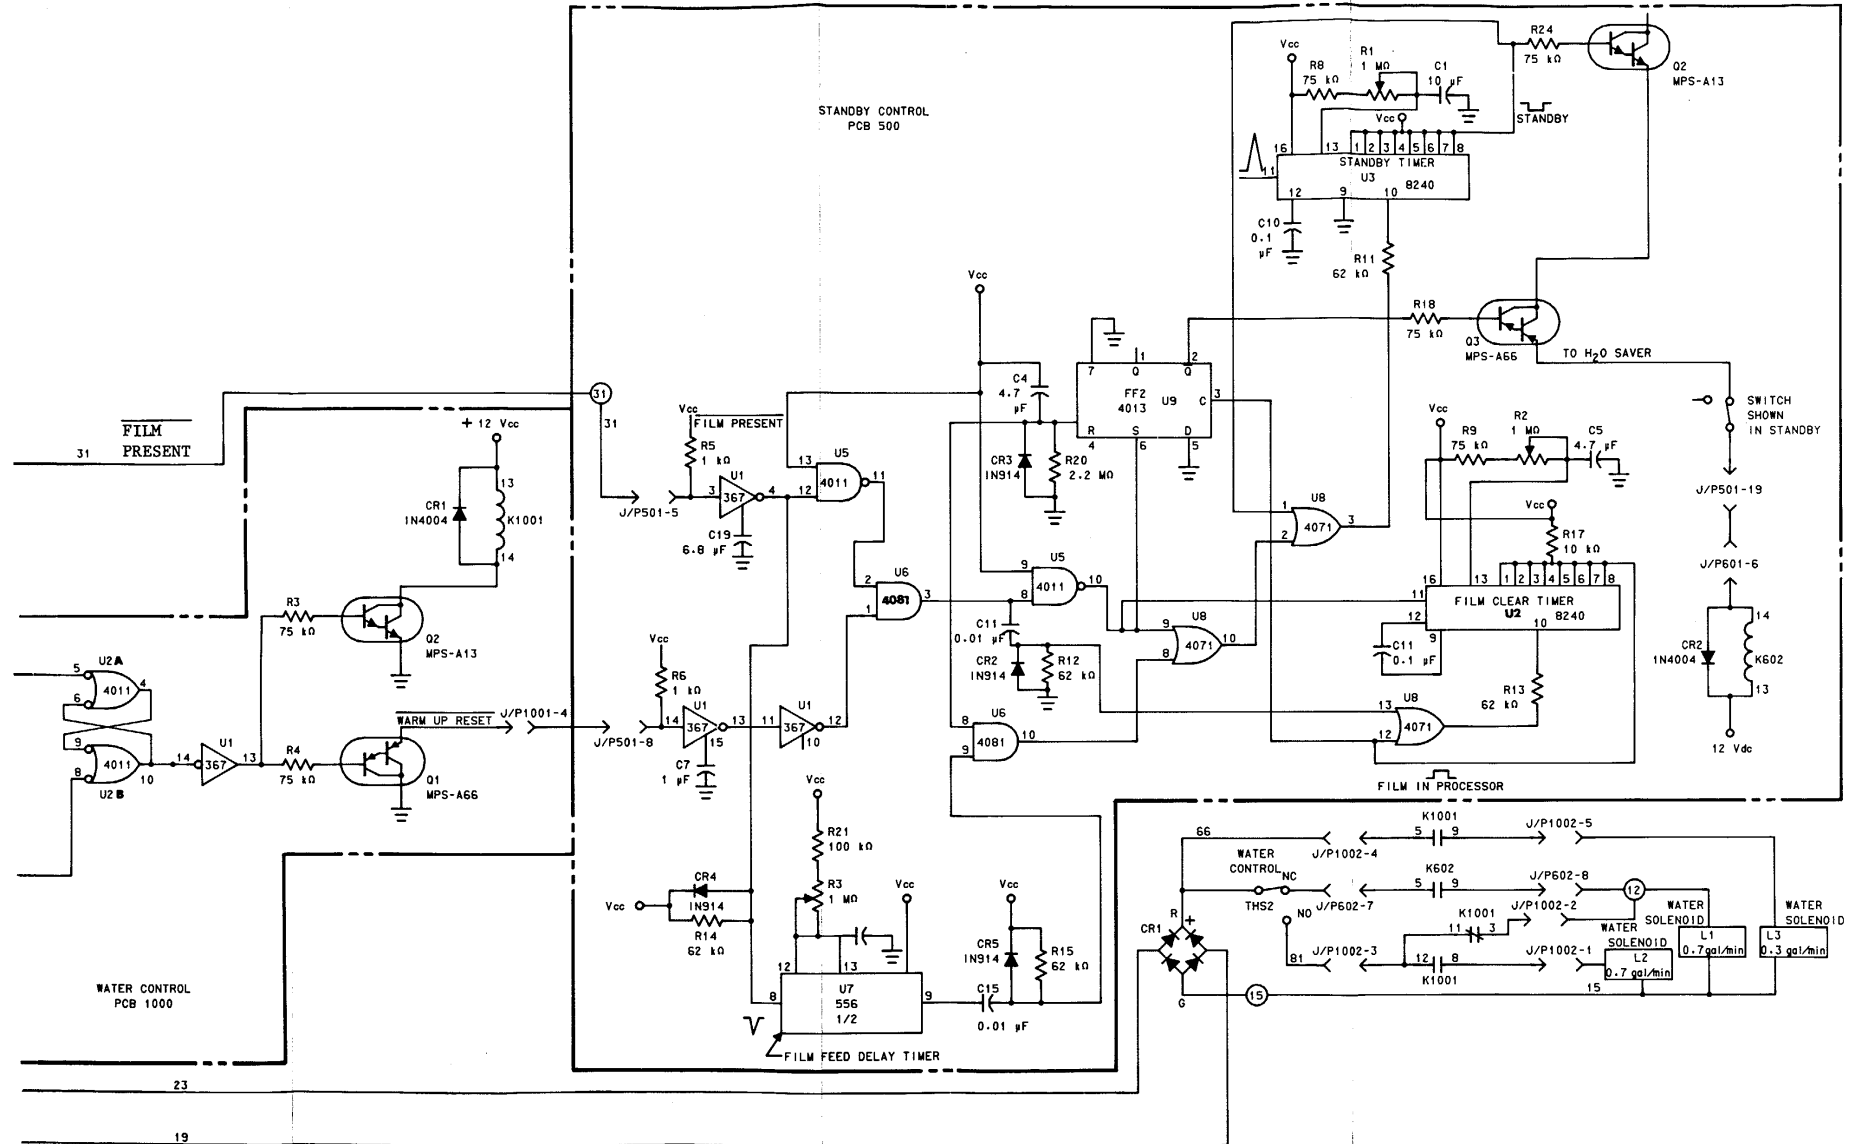 STANDBY CONTROL
PCB 500
Vcc
R8
75 kΩ
R1
1 MΩ
C1
10 µF
R24
75 kΩ
Q2
MPS-A13
STANDBY
Vcc
16
13
1 2 3 4 5 6 7 8
11
STANDBY TIMER
U3
8240
12
9
10
C10
0.1
µF
R11
62 kΩ
Vcc
R18
75 kΩ
Q3
MPS-A66
TO H2O SAVER
7
1
Q
2
Q
FF2
4013
U9
C
3
R
S
D
4
6
5
C4
4.7
µF
CR3
IN914
R20
2.2 MΩ
31
FILM
PRESENT
31
31
+ 12 Vcc
13
CR1
IN4004
K1001
14
Vcc
FILM PRESENT
R5
1 kΩ
U1
3
367
4
J/P501-5
C19
6.8 µF
U5
13
12
4011
11
Vcc
R9
75 kΩ
R2
1 MΩ
C5
4.7 µF
SWITCH
SHOWN
IN STANDBY
J/P501-19
J/P601-6
Vcc
R17
10 kΩ
16
13
1 2 3 4 5 6 7 8
11
FILM CLEAR TIMER
U2
8240
12
9
10
C11
0.1 µF
R13
62 kΩ
CR2
1N4004
14
K602
13
12 Vdc
U8
1
2
4071
3
U5
9
8
4011
10
U6
2
1
4081
3
C11
0.01 µF
CR2
IN914
R12
62 kΩ
U8
9
8
4071
10
U8
13
12
4071
U6
8
9
4081
10
FILM IN PROCESSOR
R3
75 kΩ
Q2
MPS-A13
U2A
5
6
4011
4
9
8
4011
10
U2B
14
U1
367
13
R4
75 kΩ
Q1
MPS-A66
WARM UP RESET
J/P1001-4
J/P501-8
Vcc
R6
1 kΩ
U1
14
367
13
15
C7
1 µF
U1
11
367
12
10
Vcc
R21
100 kΩ
R3
1 MΩ
Vcc
CR4
IN914
R14
62 kΩ
Vcc
Vcc
CR5
IN914
R15
62 kΩ
12
13
8
U7
556
1/2
9
C15
0.01 µF
FILM FEED DELAY TIMER
WATER CONTROL
PCB 1000
66
J/P1002-4
K1001
5
9
J/P1002-5
WATER
CONTROL
NC
THS2
NO
J/P602-7
K602
5
9
J/P602-8
12
J/P1002-2
K1001
11
3
81
J/P1002-3
12
8
K1001
J/P1002-1
WATER
SOLENOID
L2
0.7 gal/min
WATER
SOLENOID
L1
0.7gal/min
WATER
SOLENOID
L3
0.3 gal/min
CR1
R
+
G
15
15
23
19